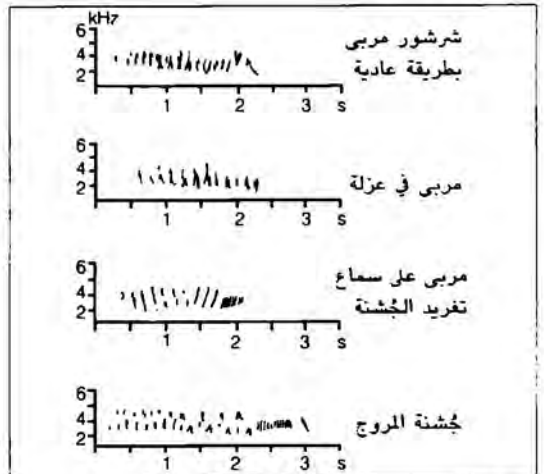 kHz
6
4
2
1 2 3 s
شرشور مربى
بطريقة عادية
6
4
2
1 2 3 s
مربى في عزلة
6
4
2
1 2 3 s
مربى على سماع
تغريد الجُشنة
6
4
2
1 2 3 s
جُشنة المروج